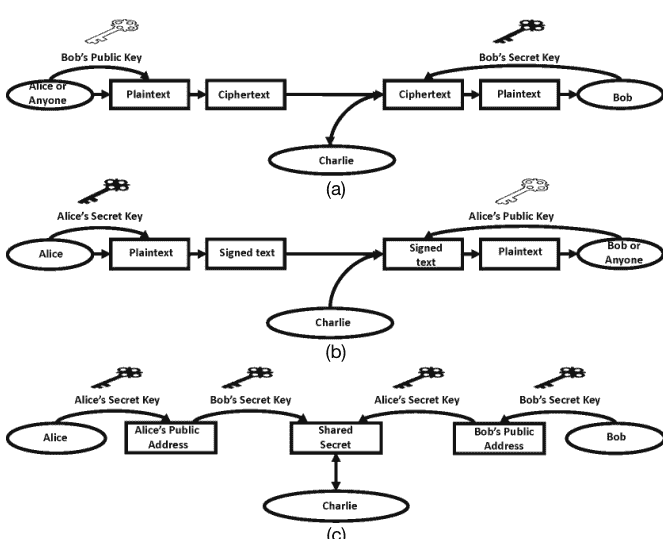 Bob's Public Key
Bob's Secret Key
Alice or
Anyone
Plaintext
Ciphertext
Ciphertext
Plaintext
Bob
Charlie
(a)
Alice's Secret Key
Alice's Public Key
Alice
Plaintext
Signed text
Signed
text
Plaintext
Bob or
Anyone
Charlie
(b)
Alice's Secret Key
Bob's Secret Key
Alice's Secret Key
Bob's Secret Key
Alice
Alice's Public
Address
Shared
Secret
Bob's Public
Address
Bob
Charlie
(c)